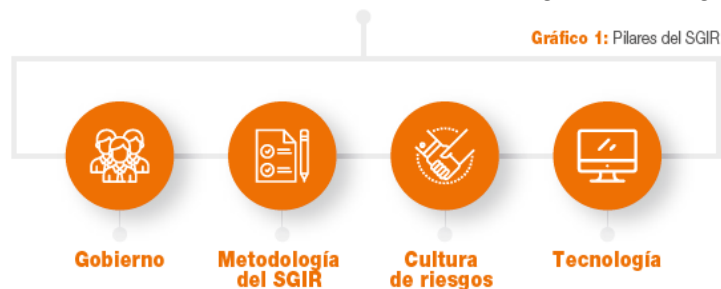 Gráfico 1: Pilares del SGIR
Gobierno
Metodología
del SGIR
Cultura
de riesgos
Tecnología